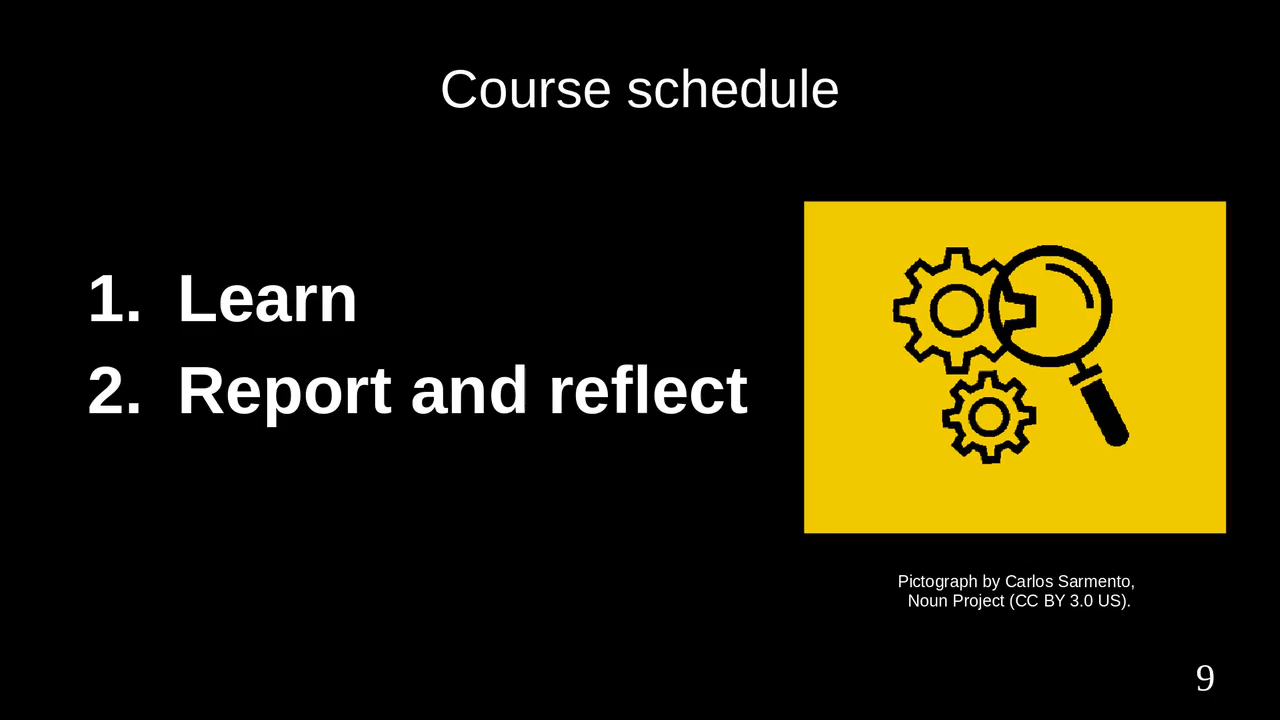 Course schedule
1. Learn
2. Report and reflect
Pictograph by Carlos Sarmento,
Noun Project (CC BY 3.0 US).
9